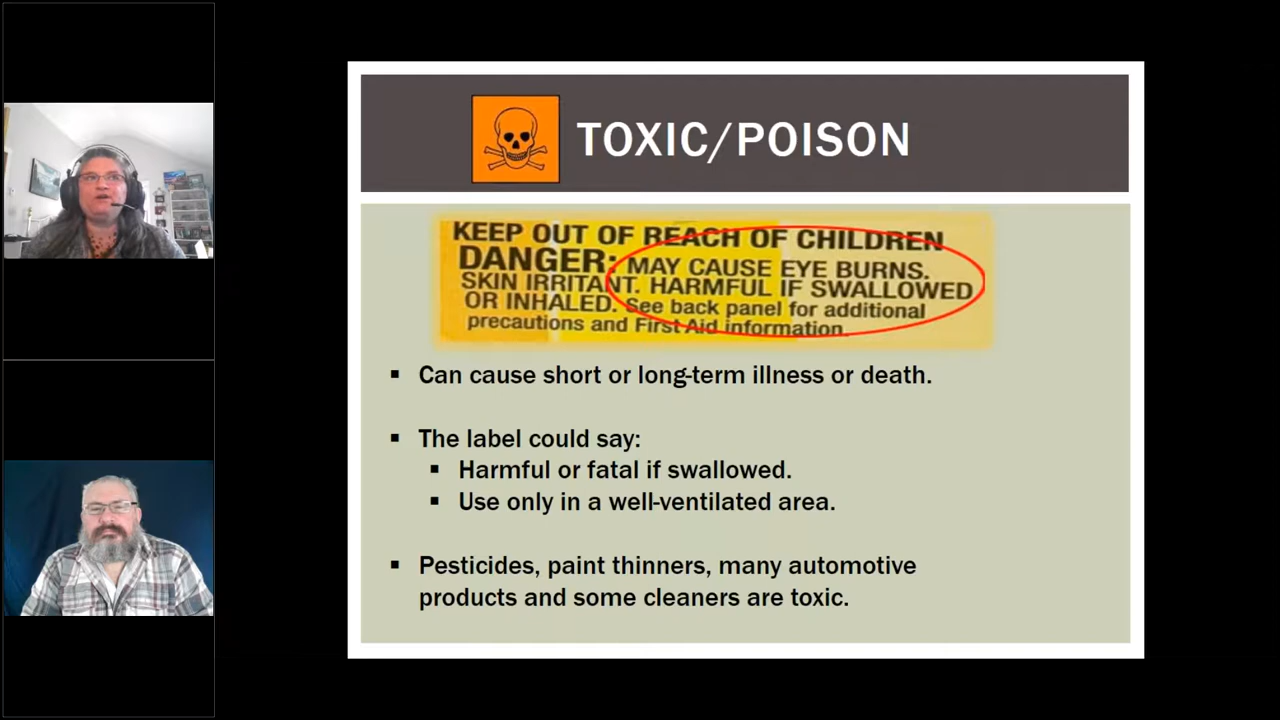 TOXIC/POISON
KEEP OUT OF REACH OF CHILDREN
DANGER: MAY CAUSE EYE BURNS.
SKIN IRRITANT. HARMFUL IF SWALLOWED
OR INHALED. See back panel for additional
precautions and First Aid information.
▪ Can cause short or long-term illness or death.
▪ The label could say:
▪ Harmful or fatal if swallowed.
▪ Use only in a well-ventilated area.
▪ Pesticides, paint thinners, many automotive
products and some cleaners are toxic.